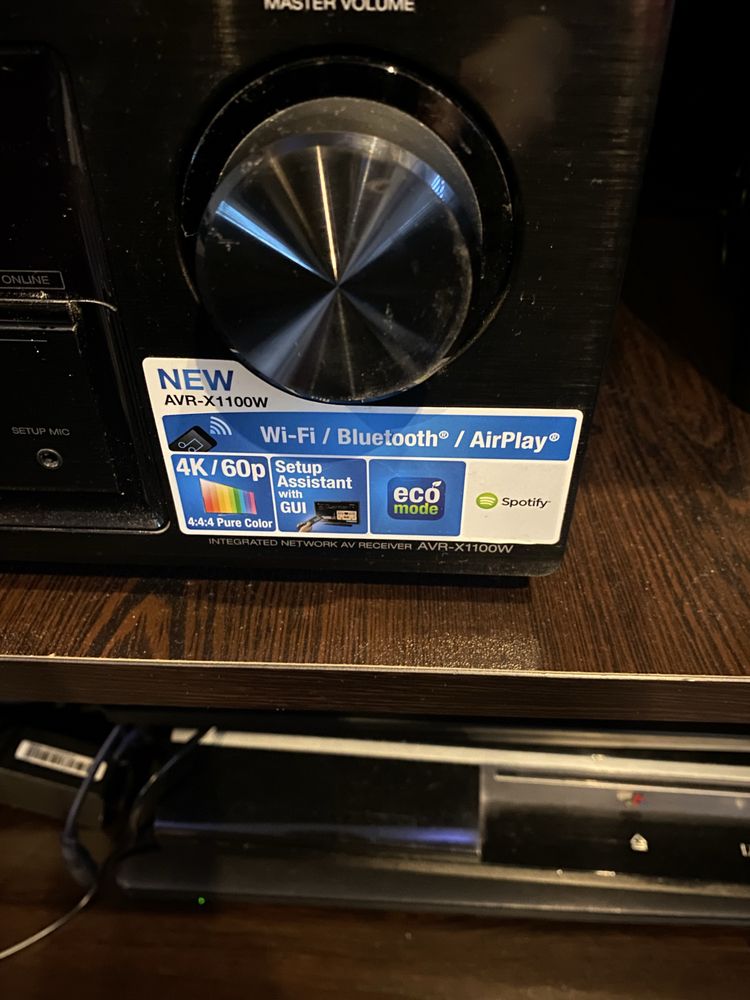 MASTER VOLUME
ONLINE
SETUP MIC
NEW
AVR-X1100W
Wi-Fi / Bluetooth® / AirPlay®
4K/60p
4:4:4 Pure Color
Setup
Assistant
with
GUI
eco
mode
Spotify
INTEGRATED NETWORK AV RECEIVER AVR-X1100W